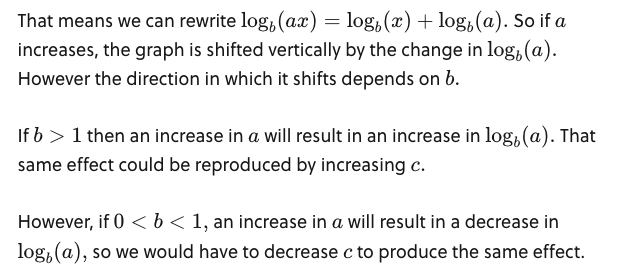 That means we can rewrite log_b(ax) = log_b(x) + log_b(a). So if a
increases, the graph is shifted vertically by the change in log_b(a).
However the direction in which it shifts depends on b.
If b > 1 then an increase in a will result in an increase in log_b(a). That
same effect could be reproduced by increasing c.
However, if 0 < b < 1, an increase in a will result in a decrease in
log_b(a), so we would have to decrease c to produce the same effect.